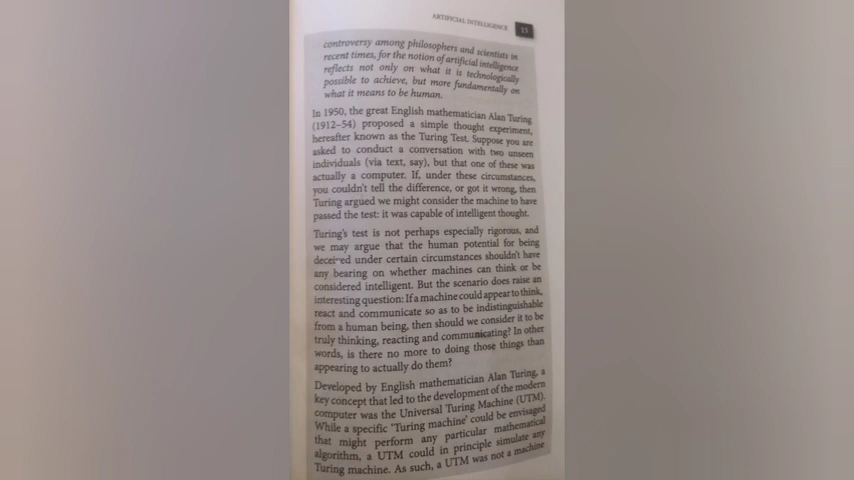 ARTIFICIAL INTELLIGENCE 13
controversy among philosophers and scientists in
recent times, for the notion of artificial intelligence
reflects not only on what it is technologically
possible to achieve, but more fundamentally on
what it means to be human.
In 1950, the great English mathematician Alan Turing
(1912–54) proposed a simple thought experiment,
hereafter known as the Turing Test. Suppose you are
asked to conduct a conversation with two unseen
individuals (via text, say), but that one of these was
actually a computer. If, under these circumstances,
you couldn't tell the difference, or got it wrong, then
Turing argued we might consider the machine to have
passed the test: it was capable of intelligent thought.
Turing's test is not perhaps especially rigorous, and
we may argue that the human potential for being
deceived under certain circumstances shouldn't have
any bearing on whether machines can think or be
considered intelligent. But the scenario does raise an
interesting question: If a machine could appear to think,
react and communicate so as to be indistinguishable
from a human being, then should we consider it to be
truly thinking, reacting and communicating? In other
words, is there no more to doing those things than
appearing to actually do them?
Developed by English mathematician Alan Turing, a
key concept that led to the development of the modern
computer was the Universal Turing Machine (UTM).
While a specific 'Turing machine' could be envisaged
that might perform any particular mathematical
algorithm, a UTM could in principle simulate any
Turing machine. As such, a UTM was not a machine